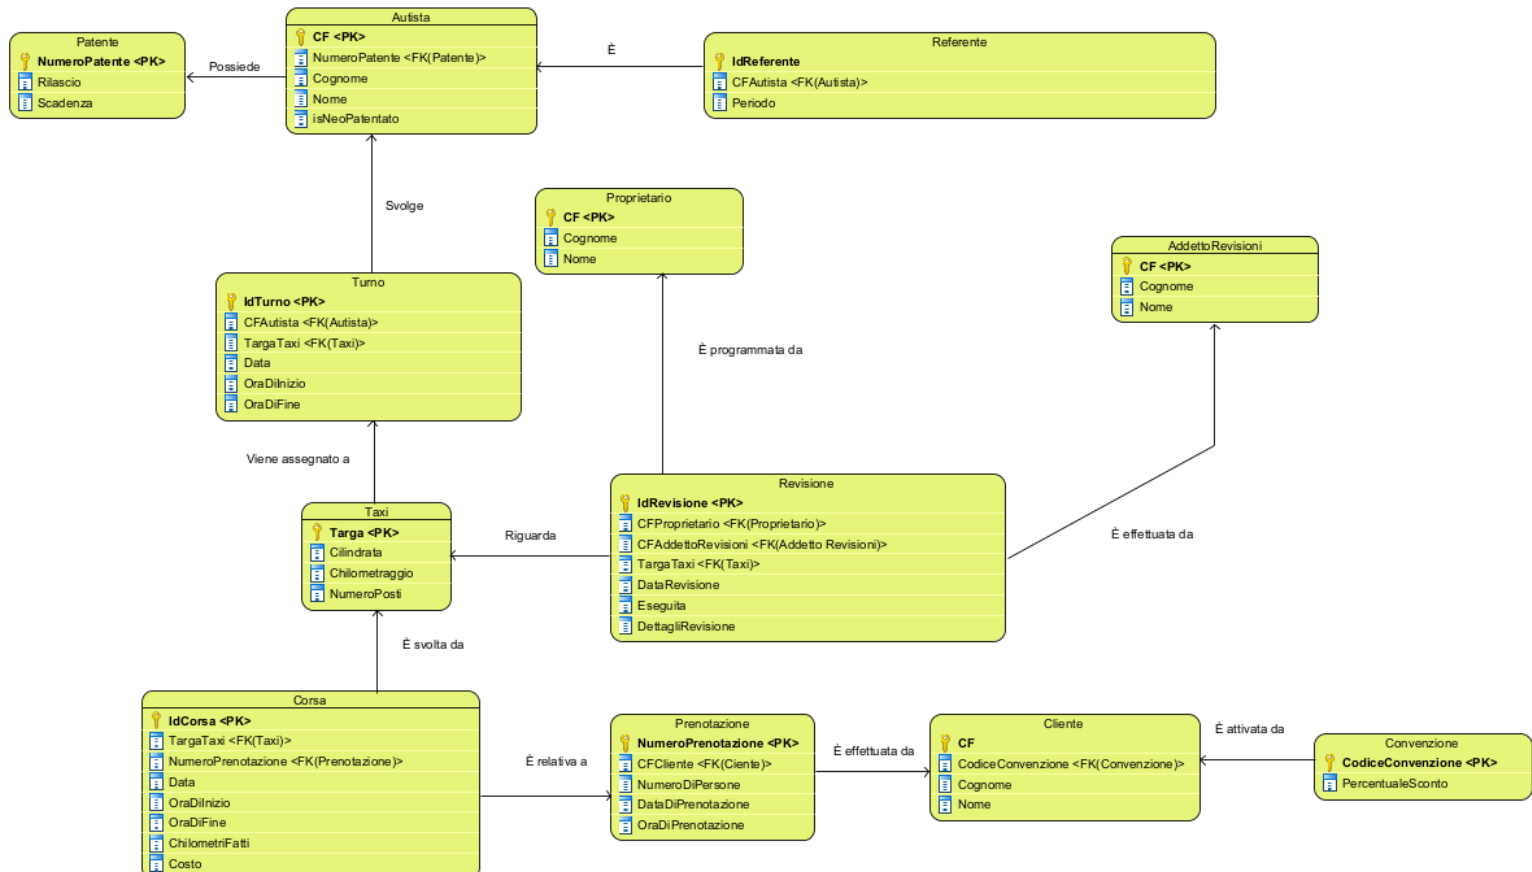 Patente
NumeroPatente <PK>
Rilascio
Scadenza
Possiede
Autista
CF <PK>
NumeroPatente <FK(Patente)>
Cognome
Nome
isNeoPatentato
È
Referente
IdReferente
CFAutista <FK(Autista)>
Periodo
Svolge
Proprietario
CF <PK>
Cognome
Nome
AddettoRevisioni
CF <PK>
Cognome
Nome
Turno
IdTurno <PK>
CFAutista <FK(Autista)>
TargaTaxi <FK(Taxi)>
Data
OraDiInizio
OraDiFine
È programmata da
Viene assegnato a
Taxi
Targa <PK>
Cilindrata
Chilometraggio
NumeroPosti
Riguarda
Revisione
IdRevisione <PK>
CFProprietario <FK(Proprietario)>
CFAddettoRevisioni <FK(Addetto Revisioni)>
TargaTaxi <FK(Taxi)>
DataRevisione
Eseguita
DettagliRevisione
È effettuata da
È svolta da
Corsa
IdCorsa <PK>
TargaTaxi <FK(Taxi)>
NumeroPrenotazione <FK(Prenotazione)>
Data
OraDiInizio
OraDiFine
ChilometriFatti
Costo
È relativa a
Prenotazione
NumeroPrenotazione <PK>
CFCliente <FK(Ciente)>
NumeroDiPersone
DataDiPrenotazione
OraDiPrenotazione
È effettuata da
Cliente
CF
CodiceConvenzione <FK(Convenzione)>
Cognome
Nome
È attivata da
Convenzione
CodiceConvenzione <PK>
PercentualeSconto